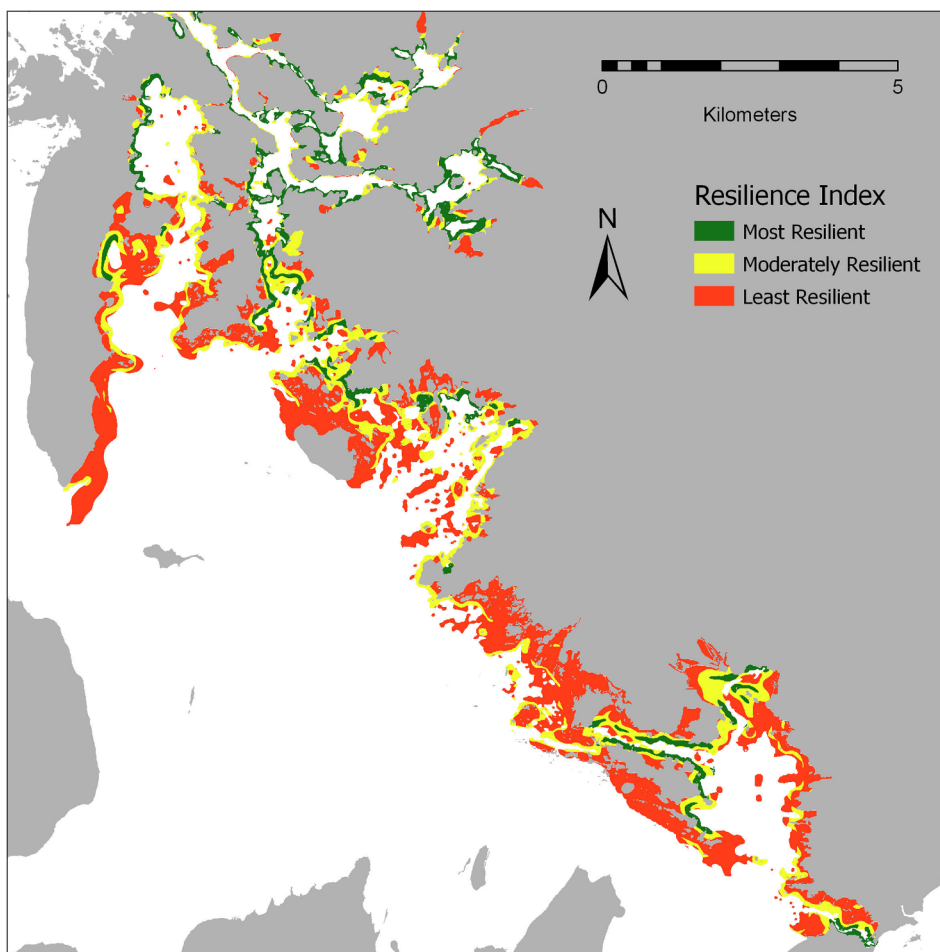 0 5
Kilometers
Resilience Index
N
Most Resilient
Moderately Resilient
Least Resilient